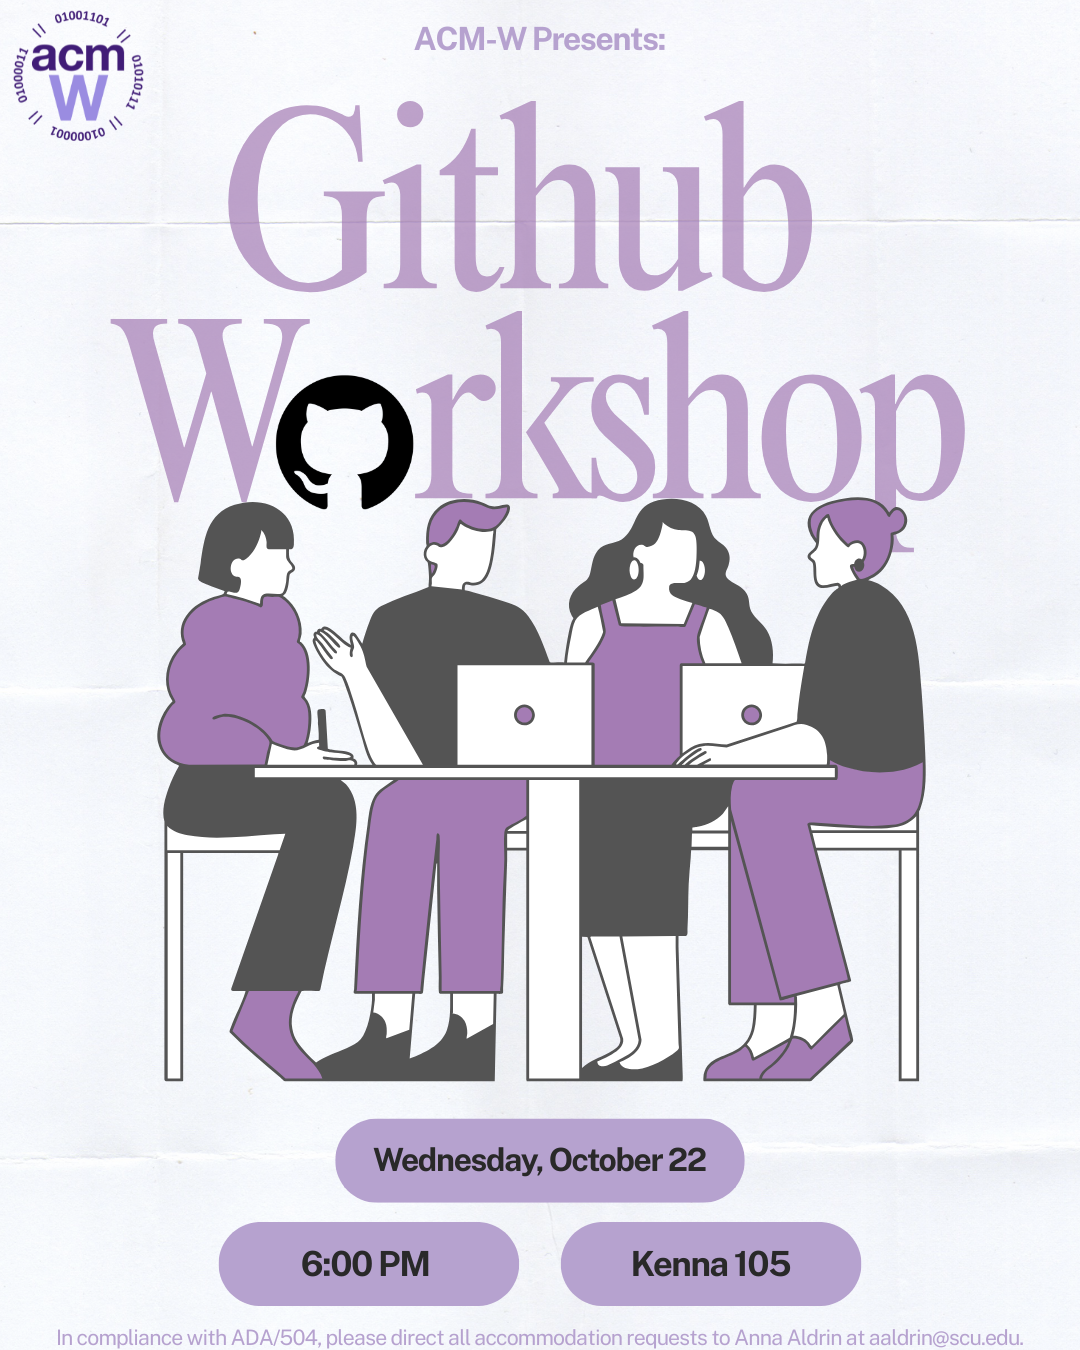 01001101
//
//
01000011
acm
01010111
W
//
//
01000001
ACM-W Presents:
Github
Workshop
Wednesday, October 22
6:00 PM
Kenna 105
In compliance with ADA/504, please direct all accommodation requests to Anna Aldrin at aaldrin@scu.edu.